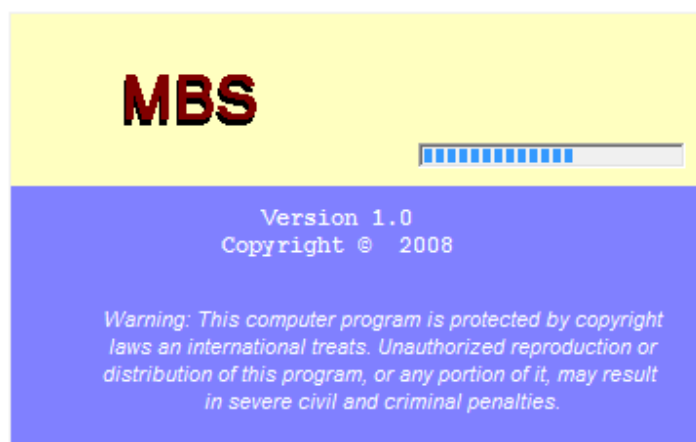 MBS
Version 1.0
Copyright © 2008
Warning: This computer program is protected by copyright
laws an international treats. Unauthorized reproduction or
distribution of this program, or any portion of it, may result
in severe civil and criminal penalties.